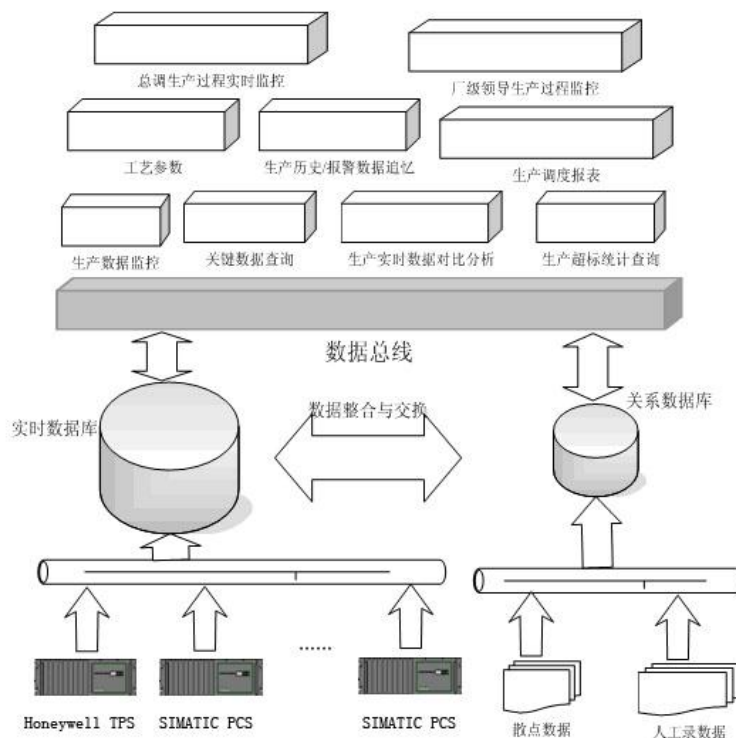 总调生产过程实时监控
厂级领导生产过程监控
工艺参数
生产历史/报警数据追忆
生产调度报表
生产数据监控
关键数据查询
生产实时数据对比分析
生产超标统计查询
数据总线
实时数据库
数据整合与交换
关系数据库
......
Honeywell TPS
SIMATIC PCS
SIMATIC PCS
散点数据
人工录数据